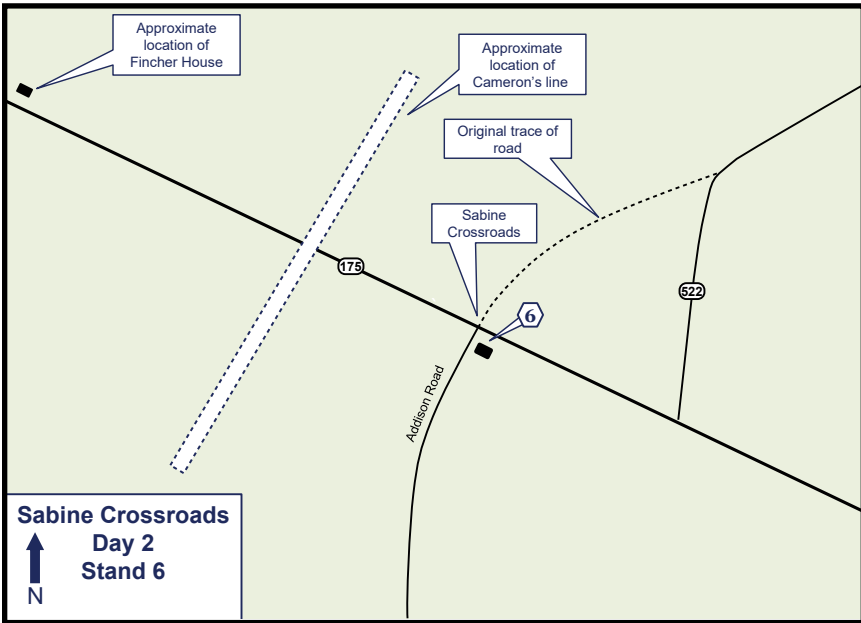 Approximate
location of
Fincher House
Approximate
location of
Cameron's line
Original trace of
road
Sabine
Crossroads
175
522
6
Addison Road
Sabine Crossroads
Day 2
Stand 6
N